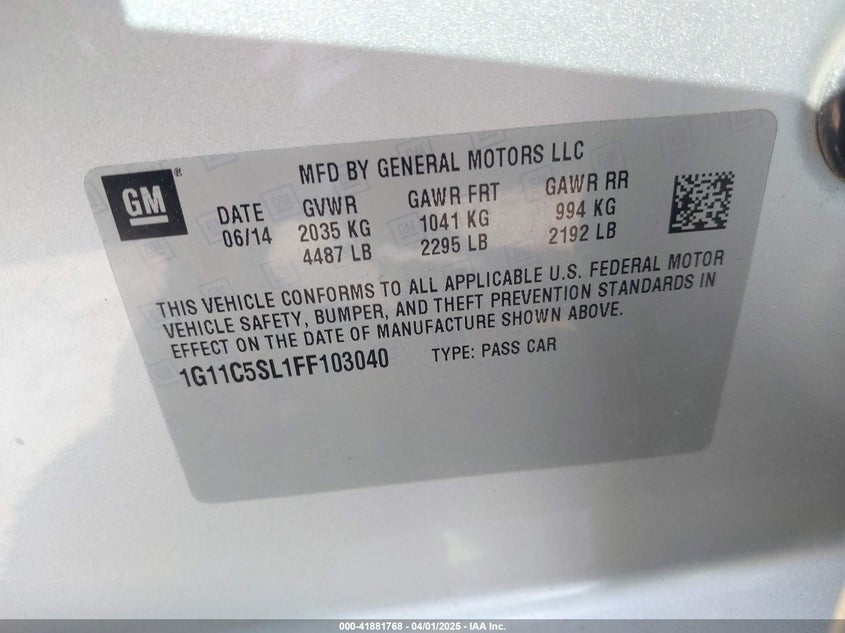 GM
®
MFD BY GENERAL MOTORS LLC
DATE GVWR GAWR FRT GAWR RR
06/14 2035 KG 1041 KG 994 KG
4487 LB 2295 LB 2192 LB
THIS VEHICLE CONFORMS TO ALL APPLICABLE U.S. FEDERAL MOTOR
VEHICLE SAFETY, BUMPER, AND THEFT PREVENTION STANDARDS IN
EFFECT ON THE DATE OF MANUFACTURE SHOWN ABOVE.
1G11C5SL1FF103040 TYPE: PASS CAR
000-41881768 - 04/01/2025 - IAA Inc.